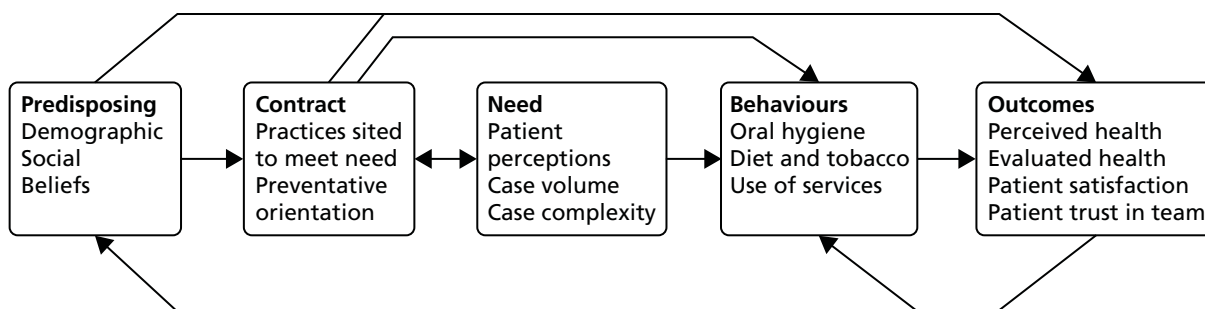 Predisposing
Demographic
Social
Beliefs
Contract
Practices sited
to meet need
Preventative
orientation
Need
Patient
perceptions
Case volume
Case complexity
Behaviours
Oral hygiene
Diet and tobacco
Use of services
Outcomes
Perceived health
Evaluated health
Patient satisfaction
Patient trust in team